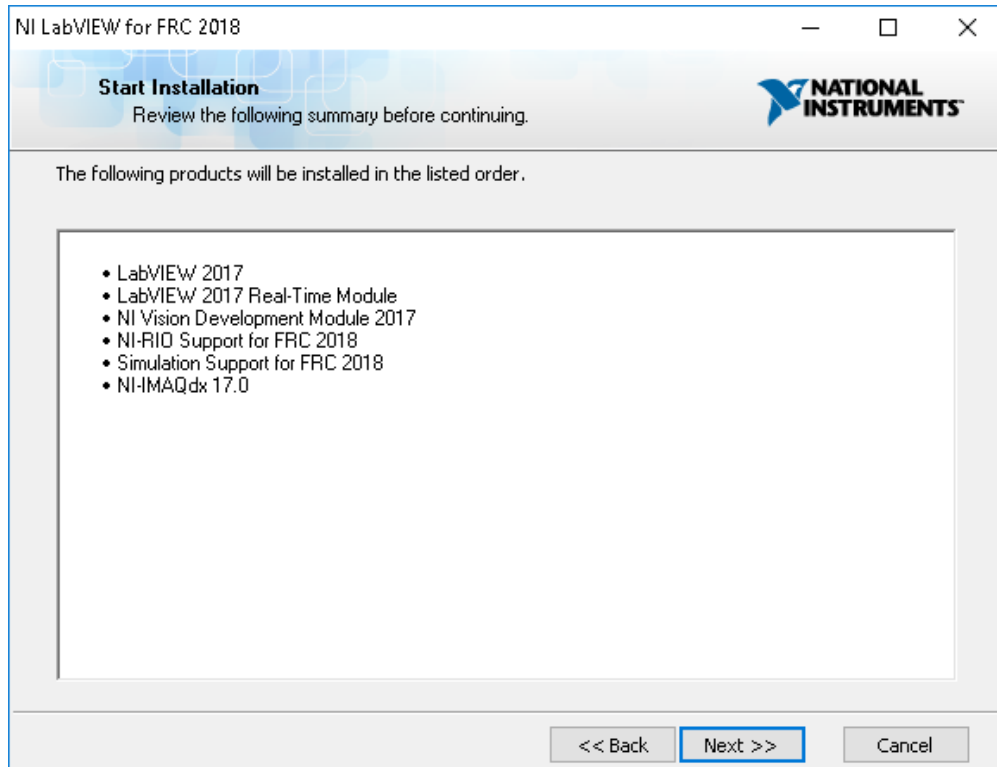 NI LabVIEW for FRC 2018
Start Installation
Review the following summary before continuing.
NATIONAL
INSTRUMENTS™
The following products will be installed in the listed order.
• LabVIEW 2017
• LabVIEW 2017 Real-Time Module
• NI Vision Development Module 2017
• NI-RIO Support for FRC 2018
• Simulation Support for FRC 2018
• NI-IMAQdx 17.0
<< Back
Next >>
Cancel